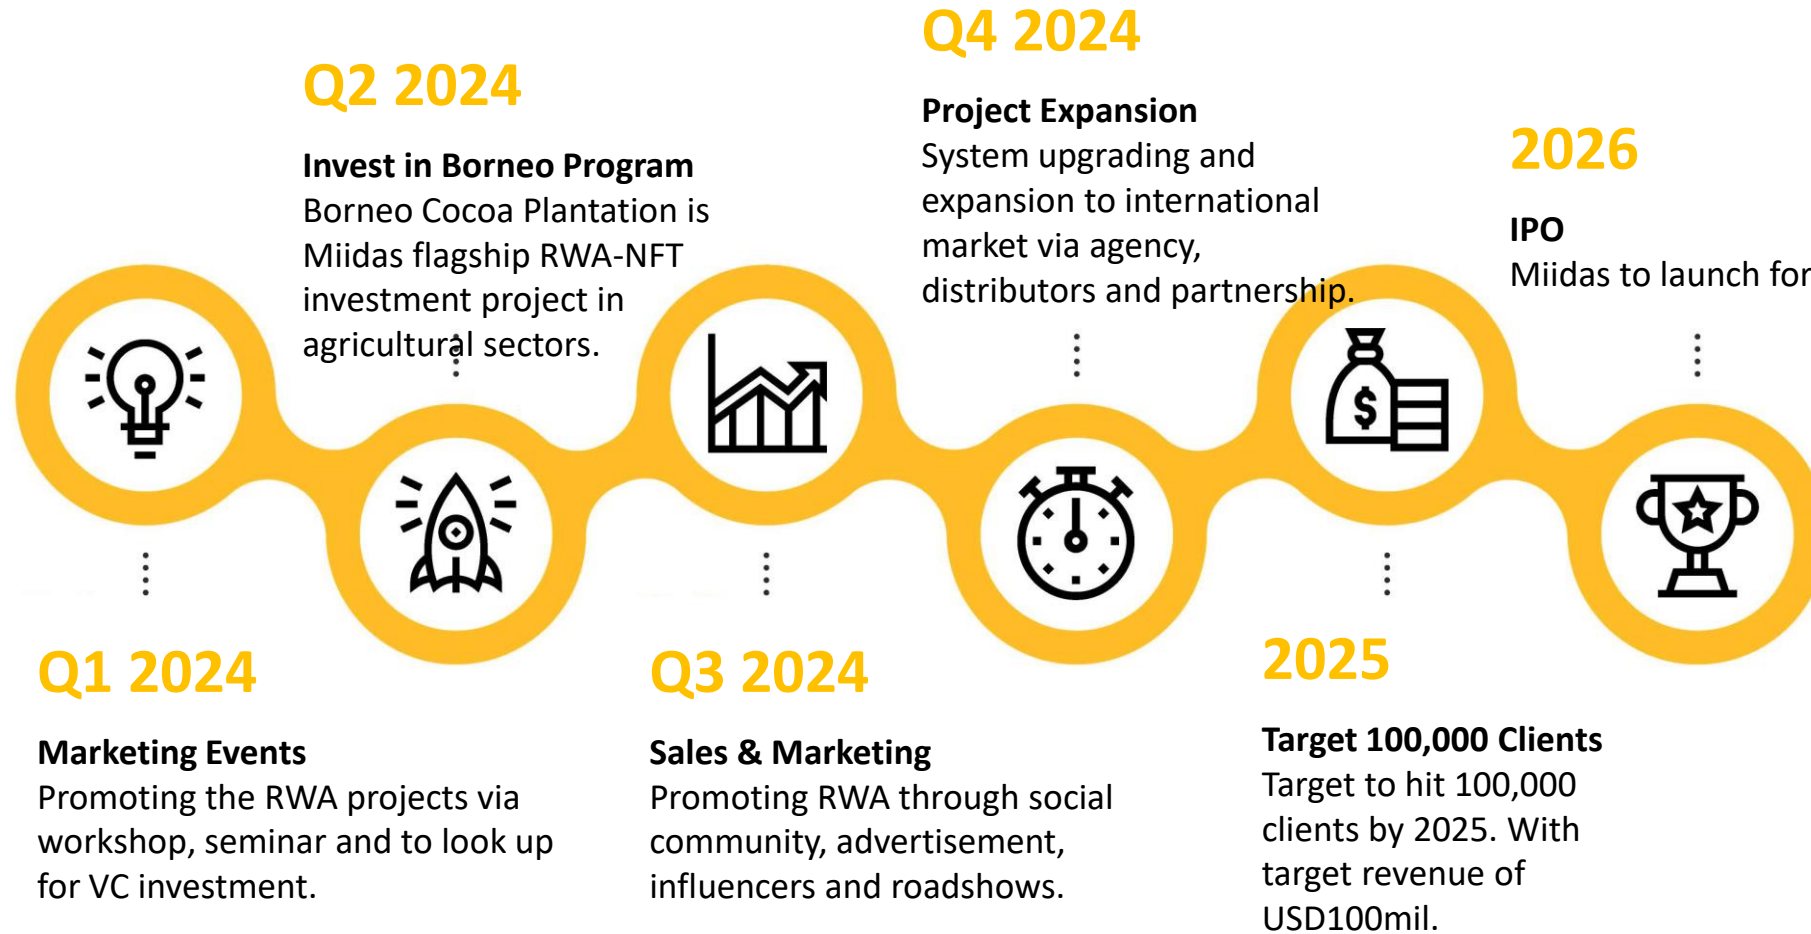 Q1 2024
Marketing Events
Promoting the RWA projects via
workshop, seminar and to look up
for VC investment.
Q2 2024
Invest in Borneo Program
Borneo Cocoa Plantation is
Miidas flagship RWA-NFT
investment project in
agricultural sectors.
Q3 2024
Sales & Marketing
Promoting RWA through social
community, advertisement,
influencers and roadshows.
Q4 2024
Project Expansion
System upgrading and
expansion to international
market via agency,
distributors and partnership.
$
2025
Target 100,000 Clients
Target to hit 100,000
clients by 2025. With
target revenue of
USD100mil.
2026
IPO
Miidas to launch for